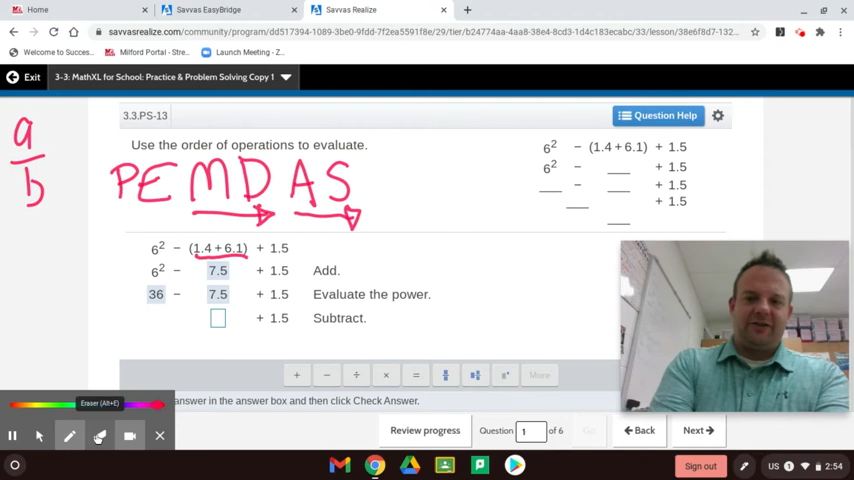 Home
Savvas EasyBridge
Savvas Realize
savvasrealize.com/community/program/dd517394-1089-3be0-9fdd-7f2ea5591f8e/29/tier/b24774aa-aa8-38e4-8cd3-1d4c183ecabc/33/lesson/38e6f8d7-132...
Welcome to Succes...
Milford Portal - Stre...
Launch Meeting - Z...
Exit
3-3: MathXL for School: Practice & Problem Solving Copy 1
3.3.PS-13
Question Help
Use the order of operations to evaluate.
a/b
PEMDAS
6² − (1.4 + 6.1) + 1.5
6² − ___ + 1.5
___ − ___ + 1.5
___ + 1.5
___
6² − (1.4 + 6.1) + 1.5
6² − 7.5 + 1.5 Add.
36 − 7.5 + 1.5 Evaluate the power.
+ 1.5 Subtract.
+ − ÷ × = More
Eraser (Alt+E)
answer in the answer box and then click Check Answer.
Review progress
Question 1 of 6
Go
Back
Next
Sign out
US 1 2:54